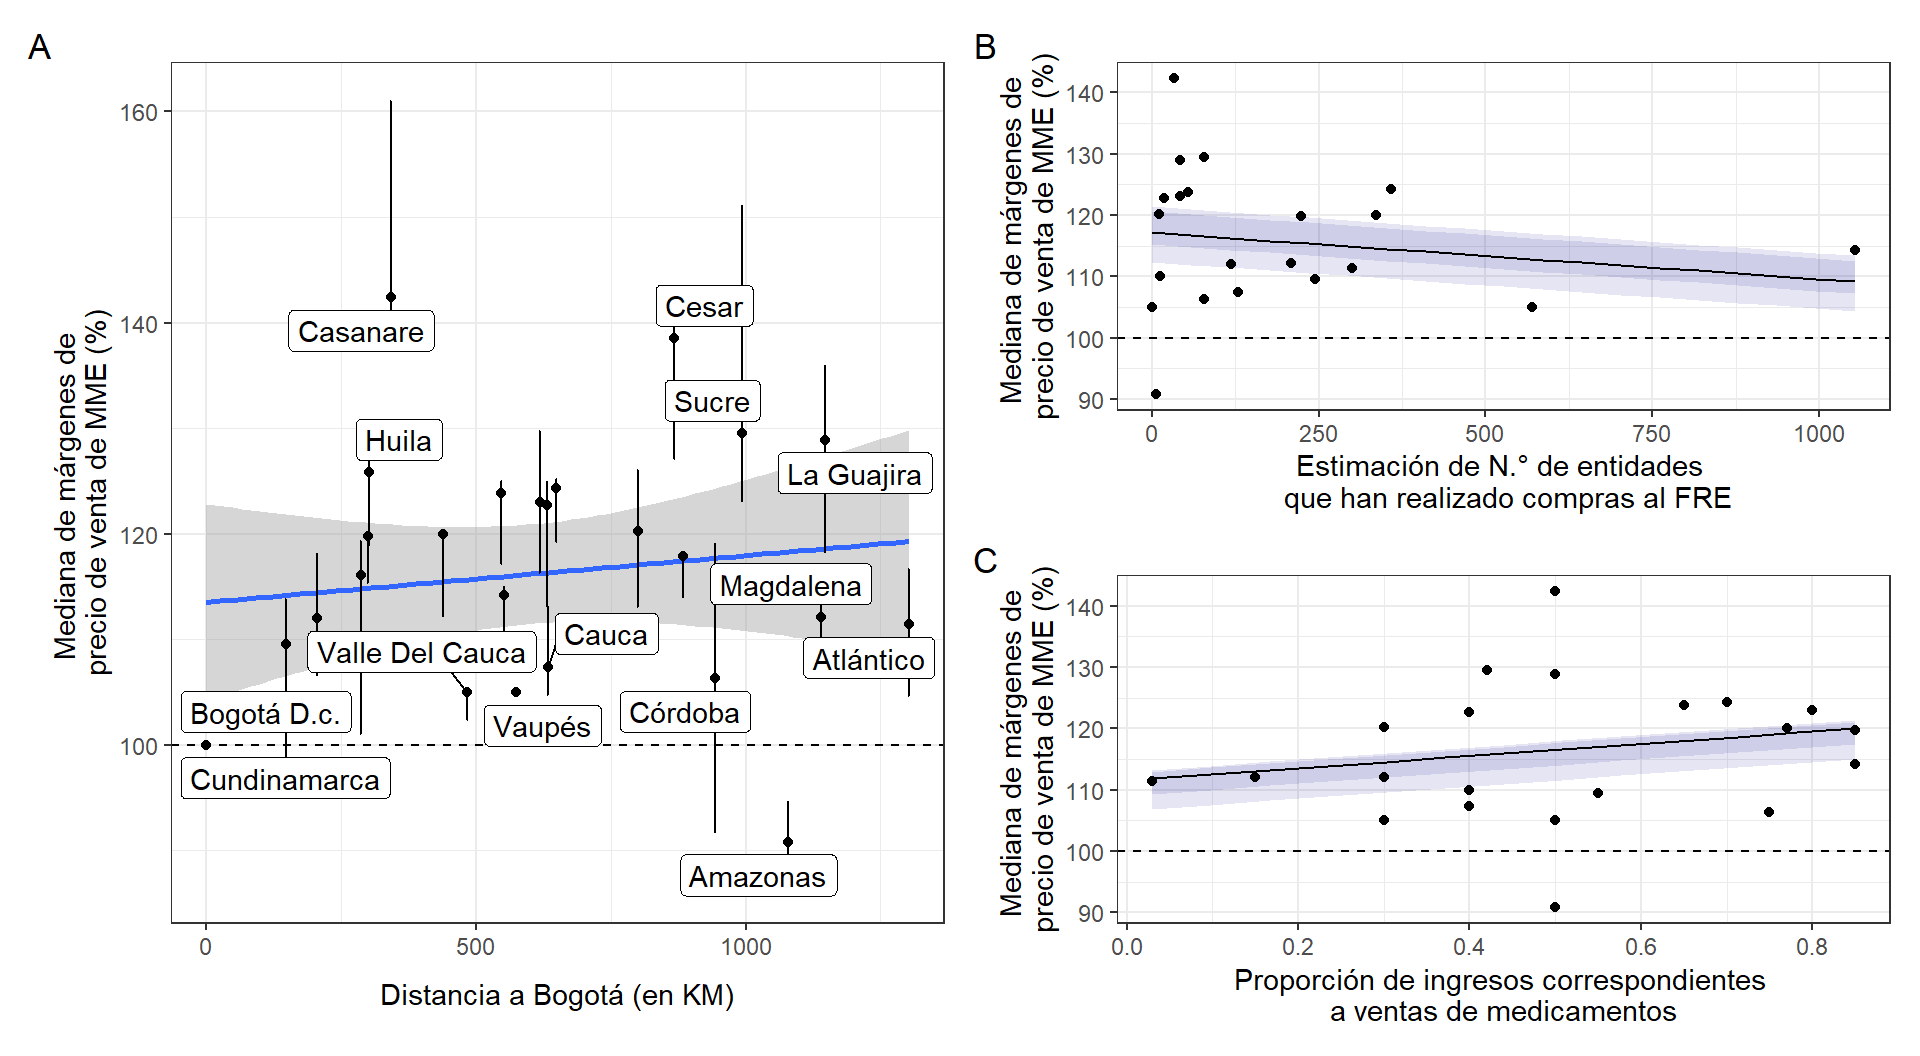 A
Mediana de márgenes de
precio de venta de MME (%)
160
140
120
100
Casanare
Cesar
Sucre
Huila
La Guajira
Magdalena
Cauca
Valle Del Cauca
Atlántico
Bogotá D.c.
Vaupés
Córdoba
Cundinamarca
Amazonas
0
500
1000
Distancia a Bogotá (en KM)
B
Mediana de márgenes de
precio de venta de MME (%)
140
130
120
110
100
90
0
250
500
750
1000
Estimación de N.° de entidades
que han realizado compras al FRE
C
Mediana de márgenes de
precio de venta de MME (%)
140
130
120
110
100
90
0.0
0.2
0.4
0.6
0.8
Proporción de ingresos correspondientes
a ventas de medicamentos